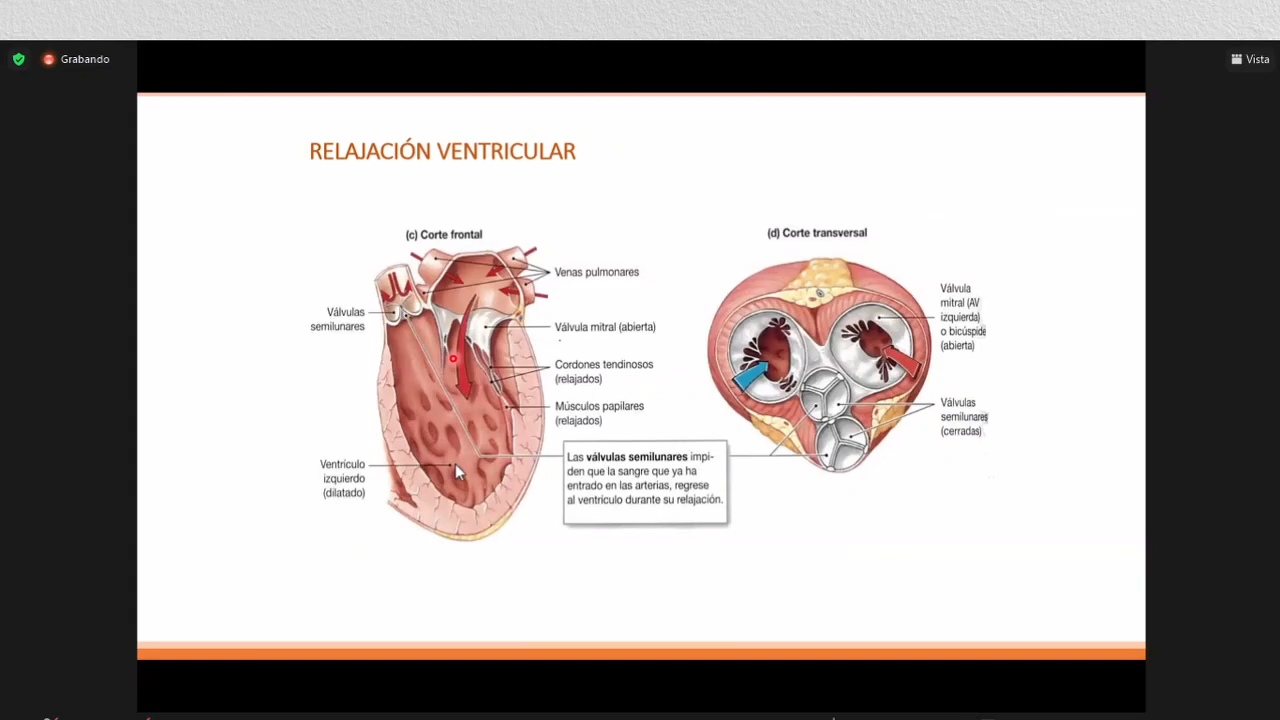 Grabando
Vista
RELAJACIÓN VENTRICULAR
(c) Corte frontal
Venas pulmonares
Válvulas
semilunares
Válvula mitral (abierta)
Cordones tendinosos
(relajados)
Músculos papilares
(relajados)
Ventrículo
izquierdo
(dilatado)
Las válvulas semilunares impi-
den que la sangre que ya ha
entrado en las arterias, regrese
al ventrículo durante su relajación.
(d) Corte transversal
Válvula
mitral (AV
izquierda)
o bicúspide
(abierta)
Válvulas
semilunares
(cerradas)